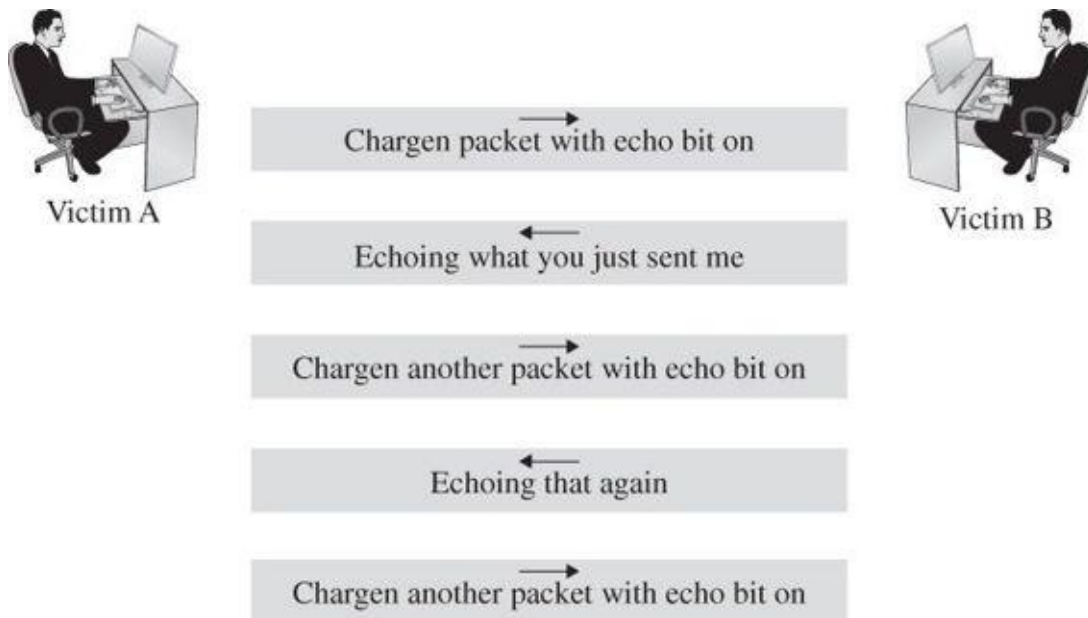 Chargen packet with echo bit on
Victim A
Victim B
Echoing what you just sent me
Chargen another packet with echo bit on
Echoing that again
Chargen another packet with echo bit on